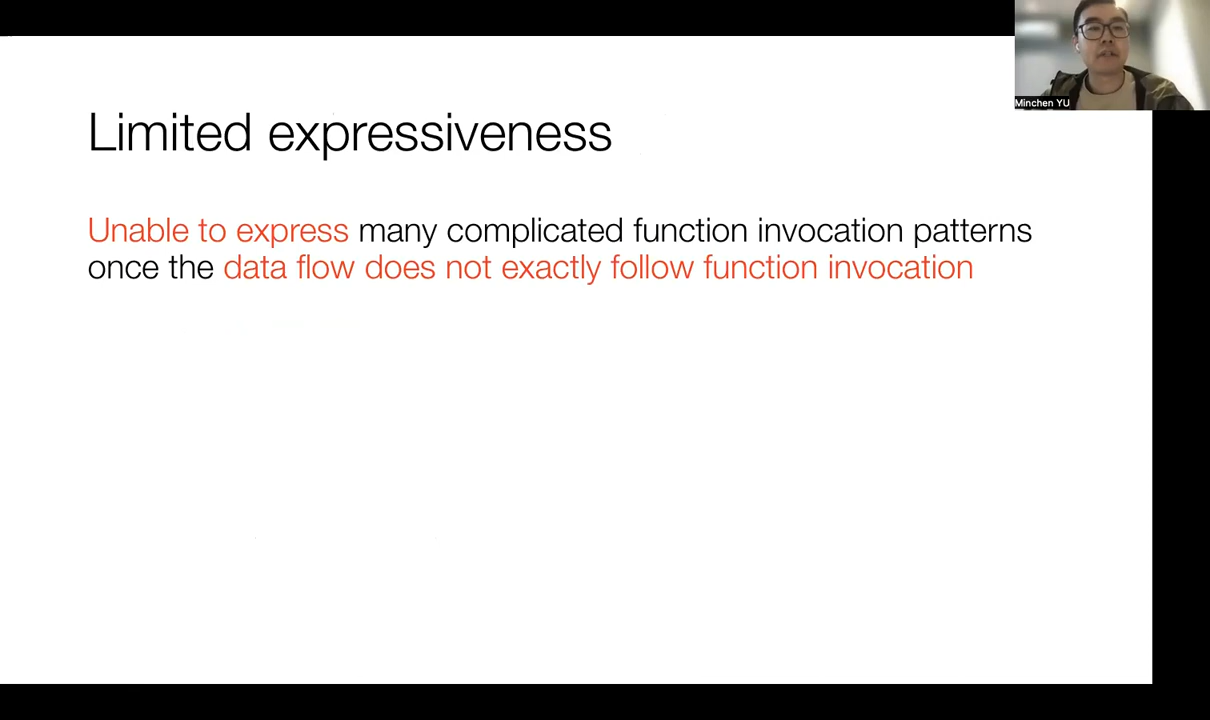 Minchen YU
Limited expressiveness
Unable to express many complicated function invocation patterns
once the data flow does not exactly follow function invocation